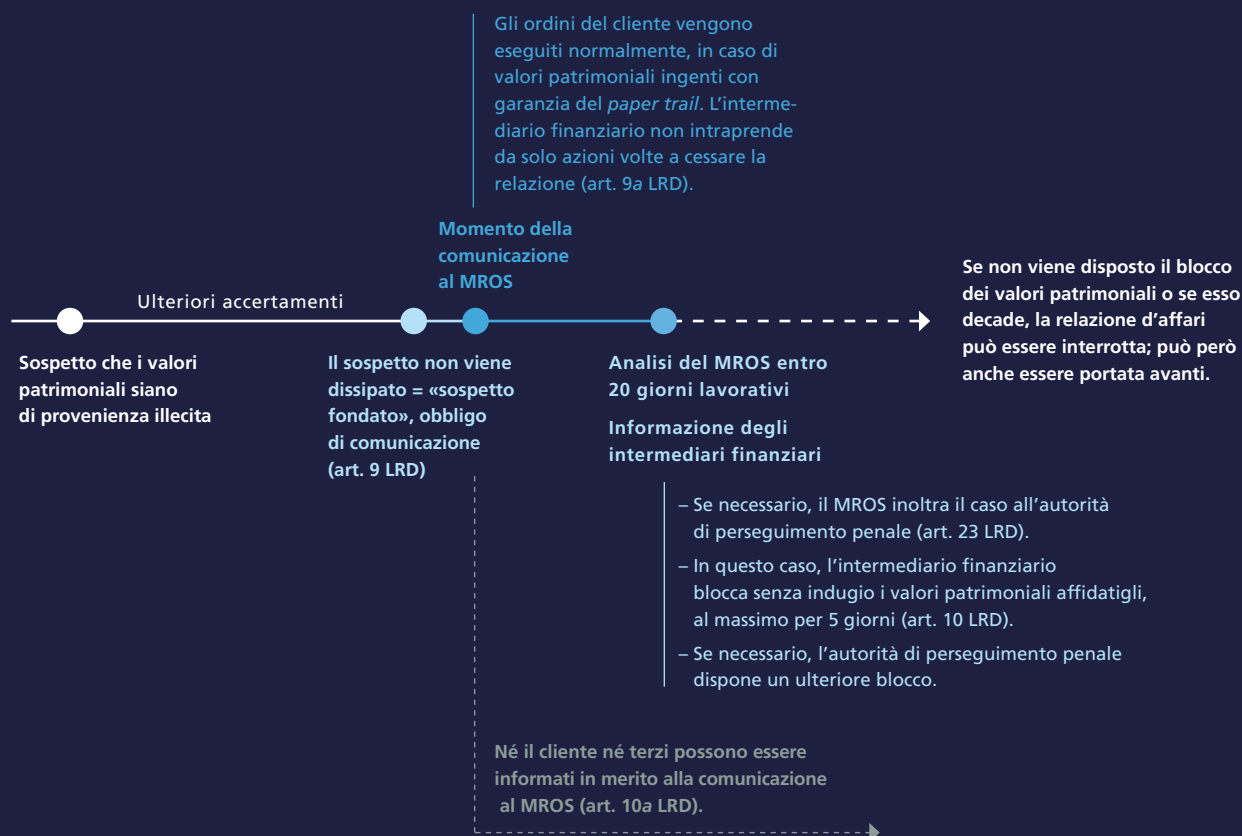 Gli ordini del cliente vengono
eseguiti normalmente, in caso di
valori patrimoniali ingenti con
garanzia del paper trail. L'interme-
diario finanziario non intraprende
da solo azioni volte a cessare la
relazione (art. 9a LRD).
Momento della
comunicazione
al MROS
Ulteriori accertamenti
Sospetto che i valori
patrimoniali siano
di provenienza illecita
Il sospetto non viene
dissipato = «sospetto
fondato», obbligo
di comunicazione
(art. 9 LRD)
Analisi del MROS entro
20 giorni lavorativi
Informazione degli
intermediari finanziari
Se non viene disposto il blocco
dei valori patrimoniali o se esso
decade, la relazione d'affari
può essere interrotta; può però
anche essere portata avanti.
– Se necessario, il MROS inoltra il caso all'autorità
di perseguimento penale (art. 23 LRD).
– In questo caso, l'intermediario finanziario
blocca senza indugio i valori patrimoniali affidatigli,
al massimo per 5 giorni (art. 10 LRD).
– Se necessario, l'autorità di perseguimento penale
dispone un ulteriore blocco.
Né il cliente né terzi possono essere
informati in merito alla comunicazione
al MROS (art. 10a LRD).